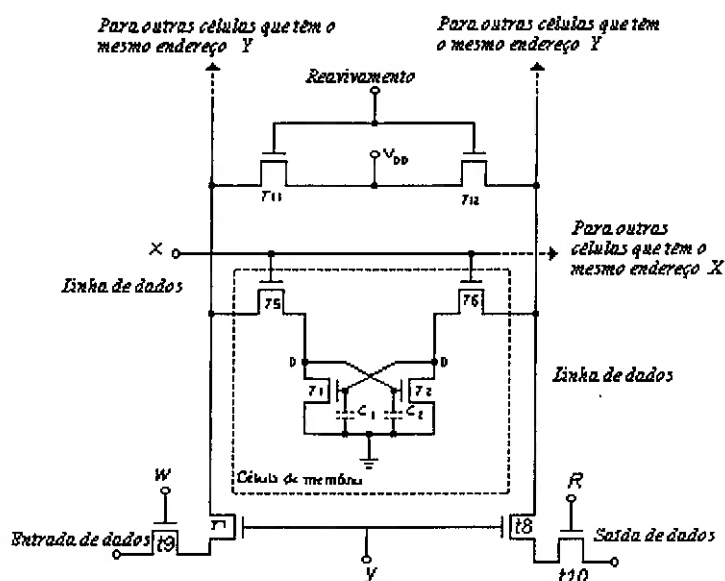 Para outras células que têm o
mesmo endereço Y
Para outras células que têm
o mesmo endereço Y
Reavivamento
V_DD
T11
T12
X
Para outras
células que têm o
mesmo endereço X
Linha de dados
T5
T6
D
D
T1
T2
C1
C2
Linha de dados
Célula de memória
W
R
Entrada de dados
t9
t8
Saída de dados
t10
Y